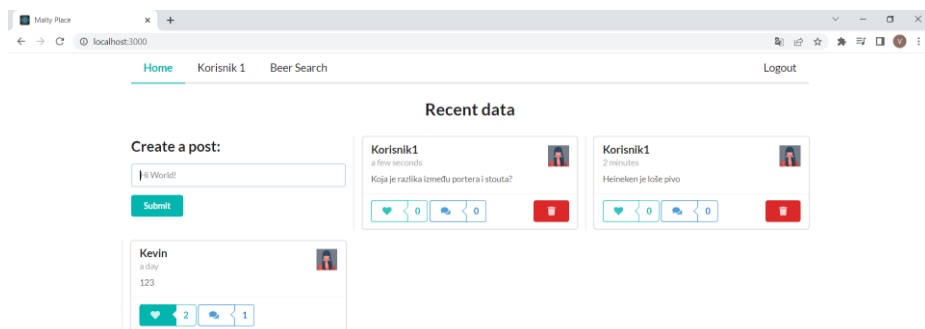 Malty Place
localhost:3000
V
Home Korisnik 1 Beer Search Logout
Recent data
Create a post:
Hi World!
Submit
Korisnik1
a few seconds
Koja je razlika između portera i stouta?
0 0
Korisnik1
2 minutes
Heineken je loše pivo
0 0
Kevin
a day
123
2 1